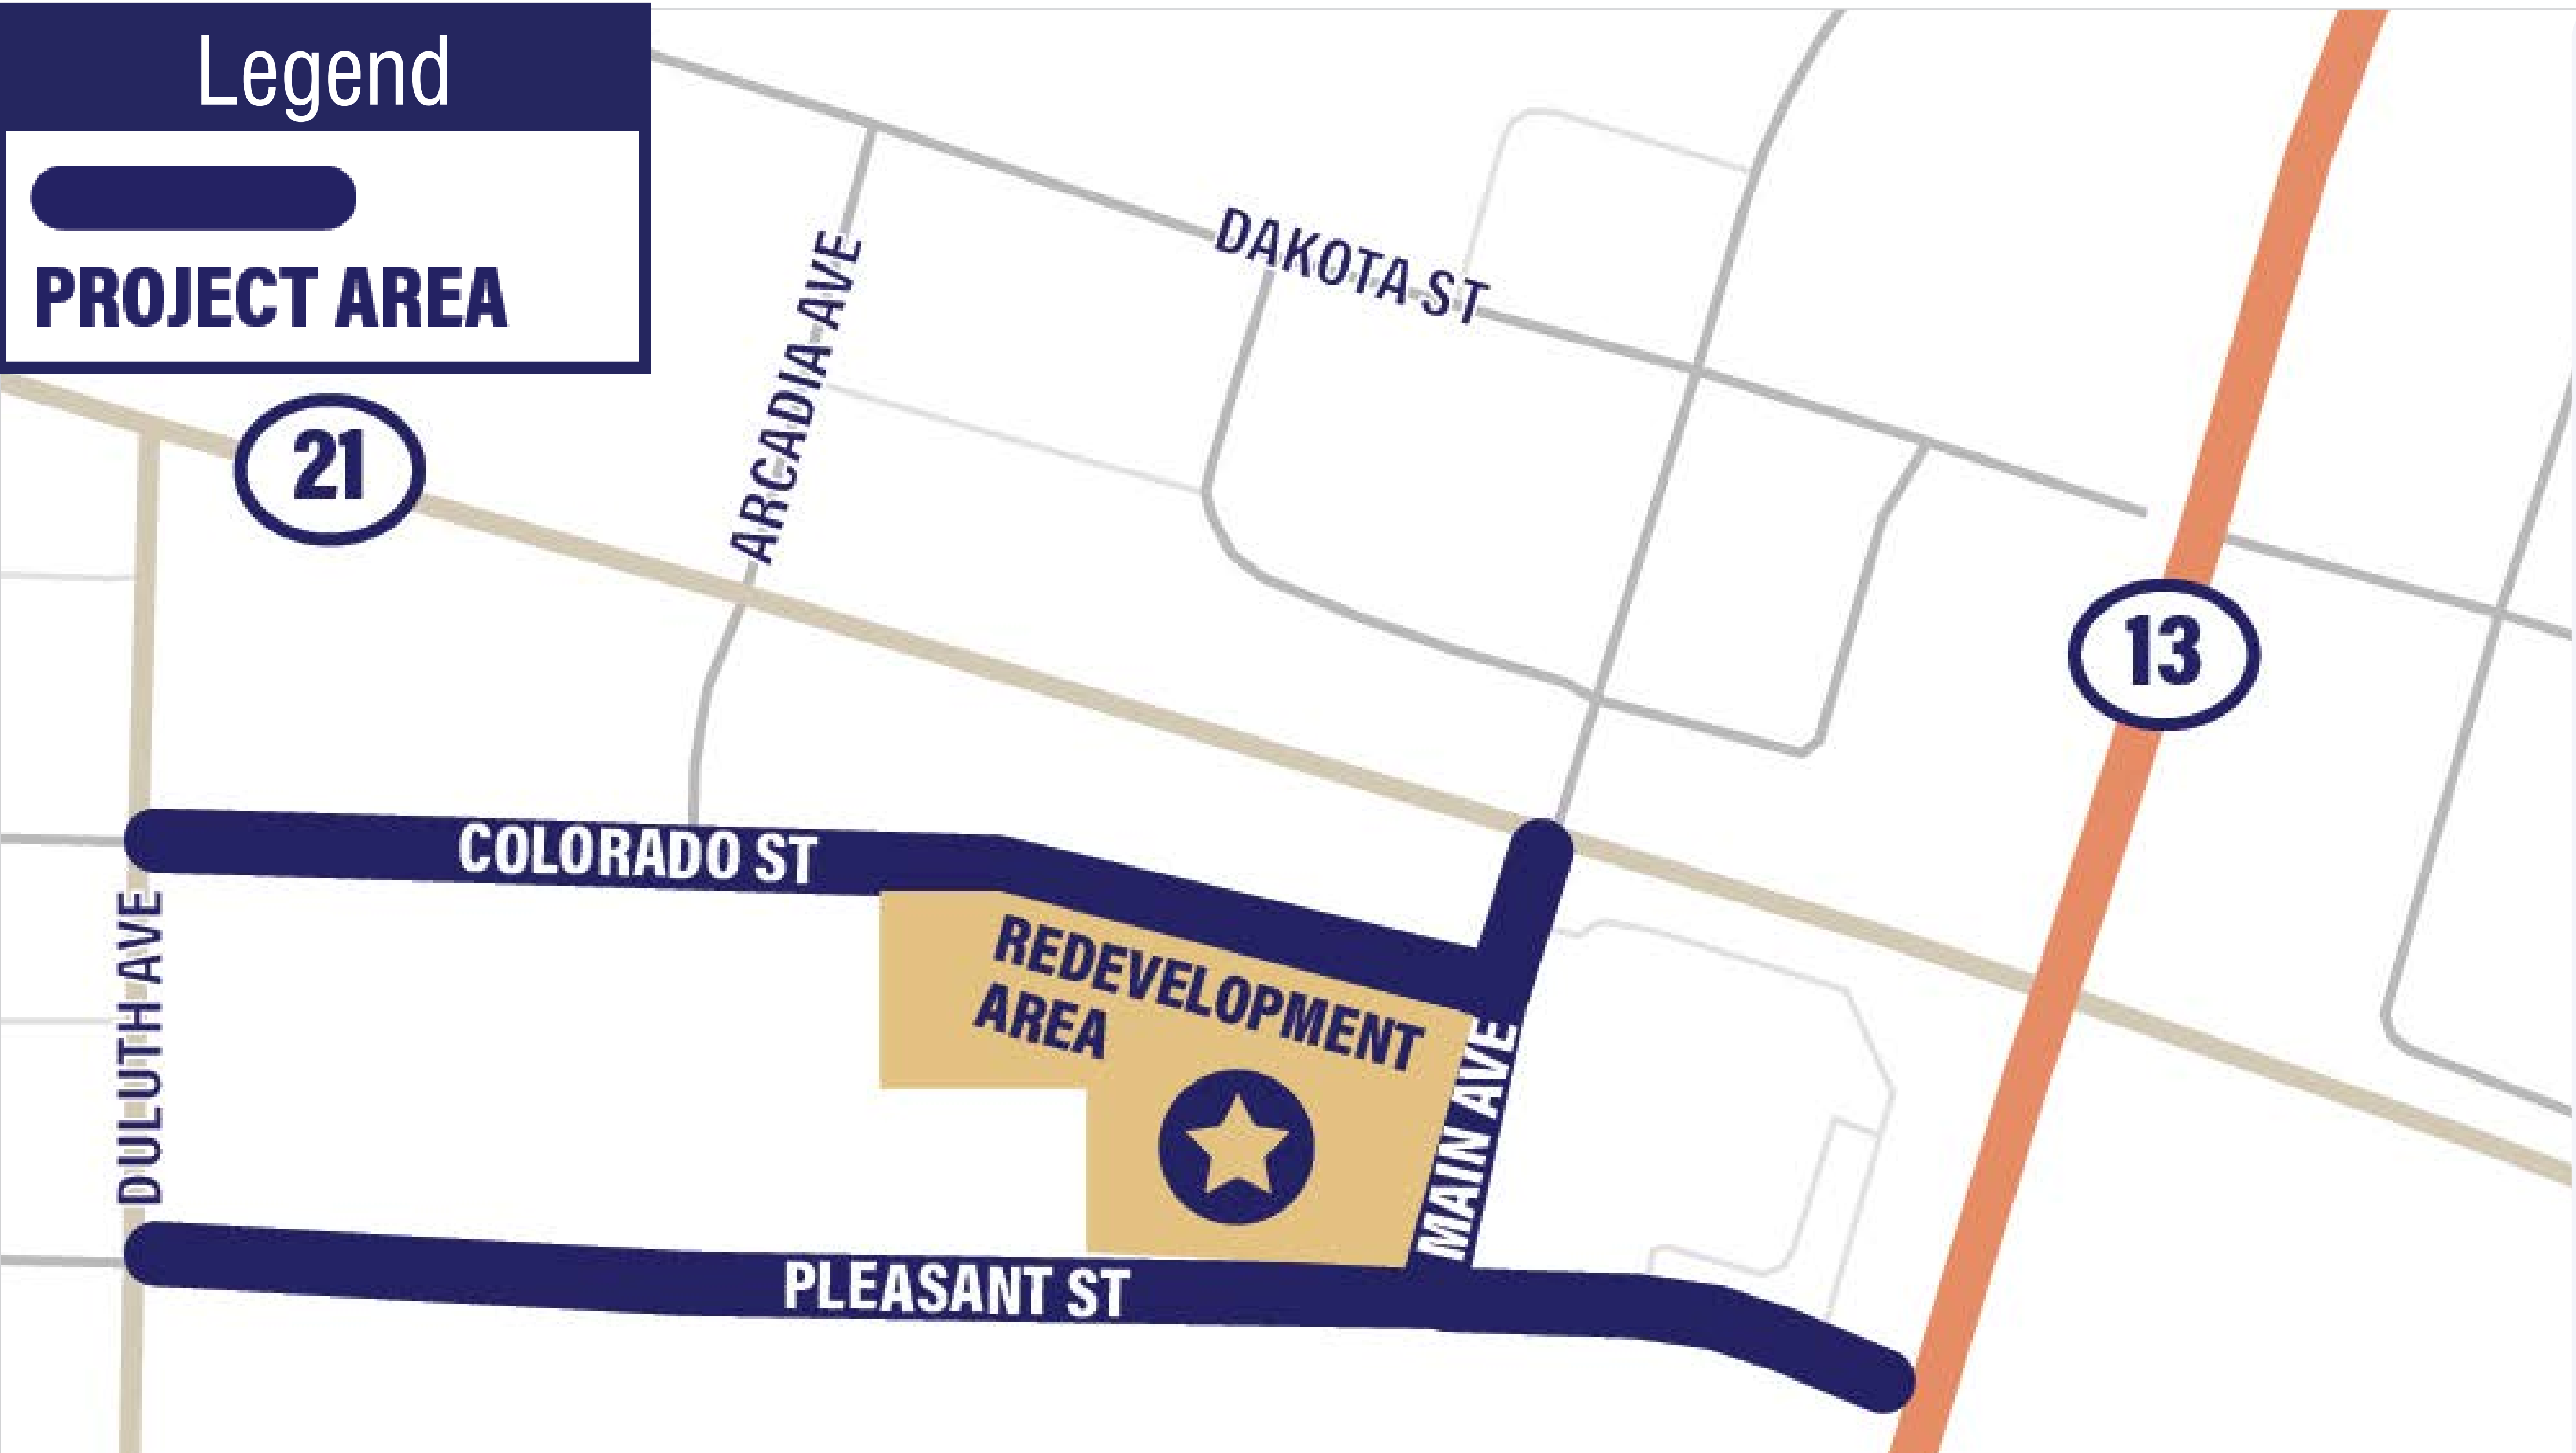 Legend
PROJECT AREA
DAKOTA ST
ARCADIA AVE
21
13
COLORADO ST
REDEVELOPMENT
AREA
DULUTH AVE
MAIN AVE
PLEASANT ST